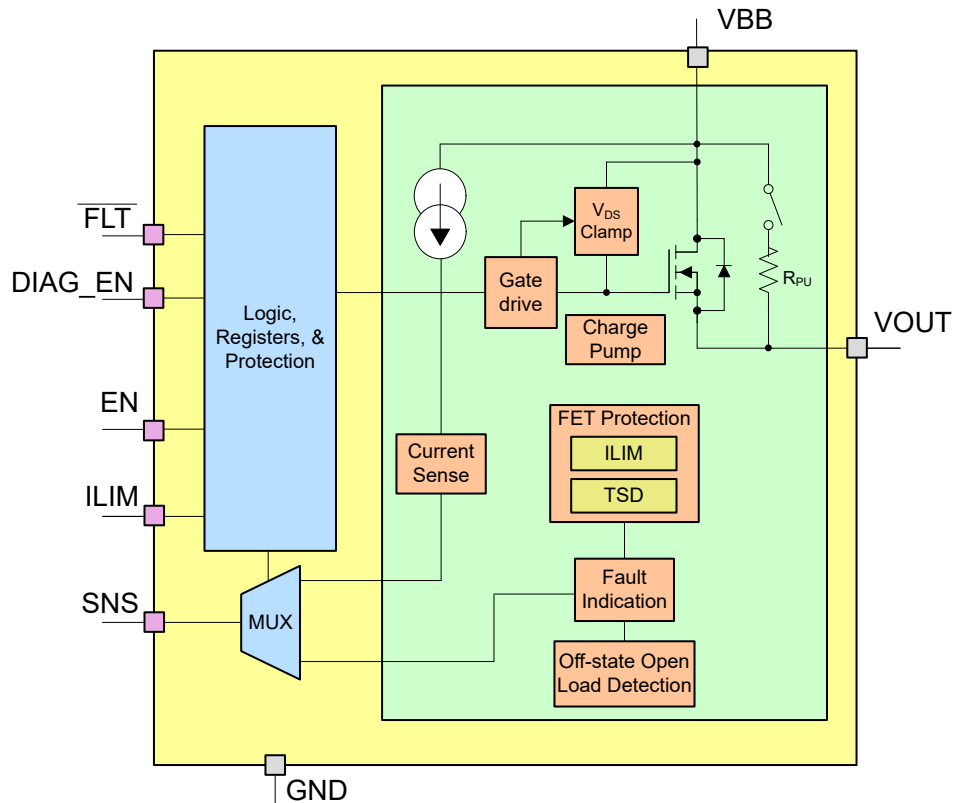 VBB
FLT
DIAG_EN
EN
ILIM
SNS
Logic,
Registers, &
Protection
MUX
VDS
Clamp
Gate
drive
Charge
Pump
RPU
VOUT
Current
Sense
FET Protection
ILIM
TSD
Fault
Indication
Off-state Open
Load Detection
GND